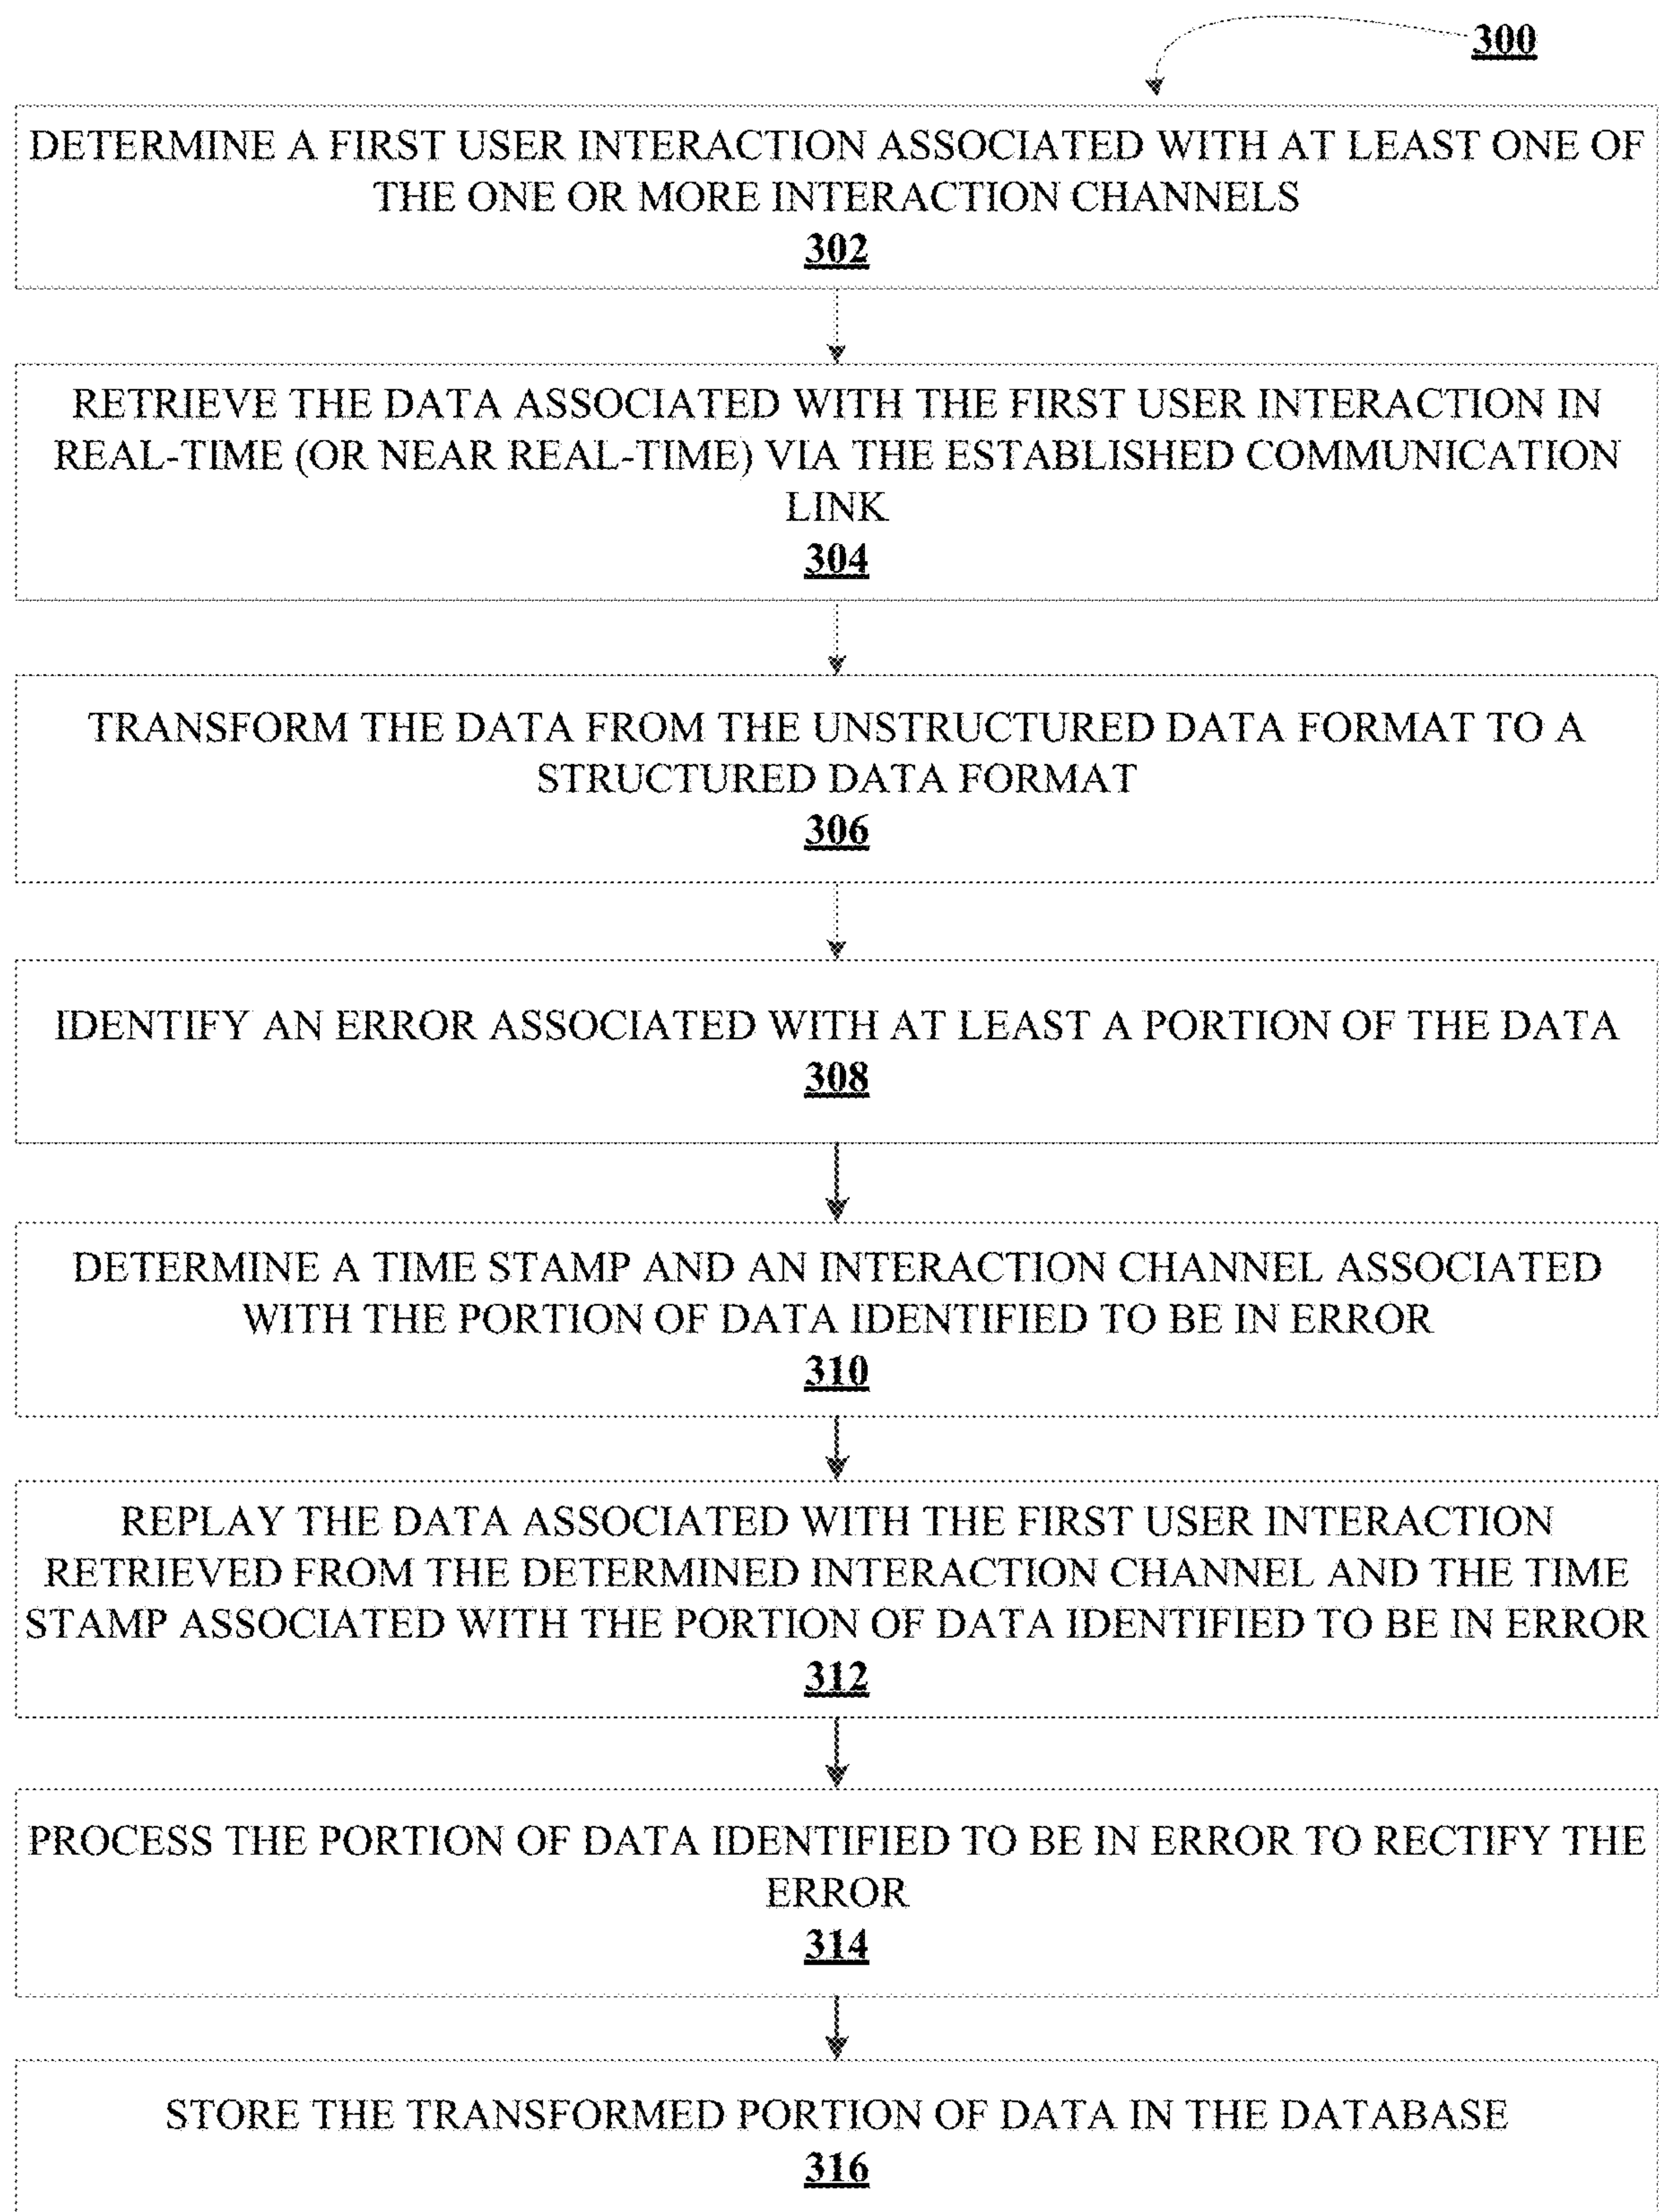 300
DETERMINE A FIRST USER INTERACTION ASSOCIATED WITH AT LEAST ONE OF
THE ONE OR MORE INTERACTION CHANNELS
302
RETRIEVE THE DATA ASSOCIATED WITH THE FIRST USER INTERACTION IN
REAL-TIME (OR NEAR REAL-TIME) VIA THE ESTABLISHED COMMUNICATION
LINK
304
TRANSFORM THE DATA FROM THE UNSTRUCTURED DATA FORMAT TO A
STRUCTURED DATA FORMAT
306
IDENTIFY AN ERROR ASSOCIATED WITH AT LEAST A PORTION OF THE DATA
308
DETERMINE A TIME STAMP AND AN INTERACTION CHANNEL ASSOCIATED
WITH THE PORTION OF DATA IDENTIFIED TO BE IN ERROR
310
REPLAY THE DATA ASSOCIATED WITH THE FIRST USER INTERACTION
RETRIEVED FROM THE DETERMINED INTERACTION CHANNEL AND THE TIME
STAMP ASSOCIATED WITH THE PORTION OF DATA IDENTIFIED TO BE IN ERROR
312
PROCESS THE PORTION OF DATA IDENTIFIED TO BE IN ERROR TO RECTIFY THE
ERROR
314
STORE THE TRANSFORMED PORTION OF DATA IN THE DATABASE
316